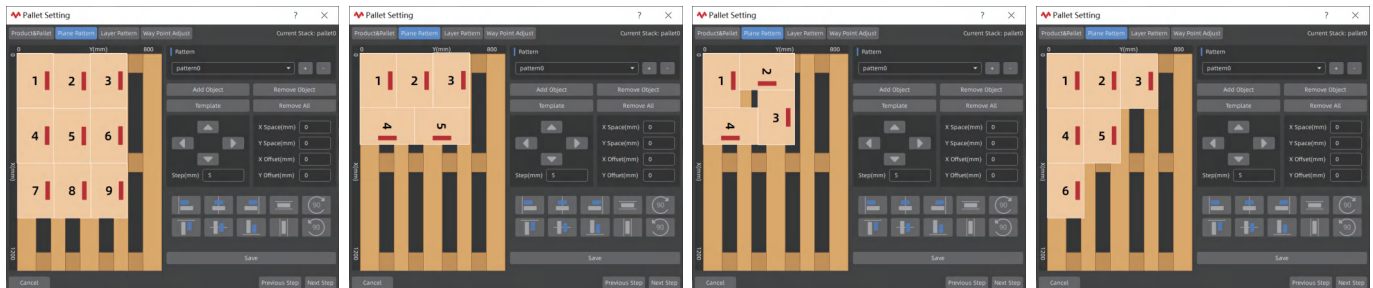 Pallet Setting ? ×
Product&Pallet Plane Pattern Layer Pattern Way Point Adjust Current Stack: pallet0
0 Y(mm) 800
0
X(mm)
1200
1 2 3
4 5 6
7 8 9
Pattern
pattern0 + -
Add Object Remove Object
Template Remove All
X Space(mm) 0
Y Space(mm) 0
X Offset(mm) 0
Step(mm) 5 Y Offset(mm) 0
90
90
Save
Cancel Previous Step Next Step
Pallet Setting ? ×
Product&Pallet Plane Pattern Layer Pattern Way Point Adjust Current Stack: pallet0
0 Y(mm) 800
0
X(mm)
1200
1 2 3
4 5
Pattern
pattern0 + -
Add Object Remove Object
Template Remove All
X Space(mm) 0
Y Space(mm) 0
X Offset(mm) 0
Step(mm) 5 Y Offset(mm) 0
90
90
Save
Cancel Previous Step Next Step
Pallet Setting ? ×
Product&Pallet Plane Pattern Layer Pattern Way Point Adjust Current Stack: pallet0
0 Y(mm) 800
0
X(mm)
1200
1 2
4 3
Pattern
pattern0 + -
Add Object Remove Object
Template Remove All
X Space(mm) 0
Y Space(mm) 0
X Offset(mm) 0
Step(mm) 5 Y Offset(mm) 0
90
90
Save
Cancel Previous Step Next Step
Pallet Setting ? ×
Product&Pallet Plane Pattern Layer Pattern Way Point Adjust Current Stack: pallet0
0 Y(mm) 800
0
X(mm)
1200
1 2 3
4 5
6
Pattern
pattern0 + -
Add Object Remove Object
Template Remove All
X Space(mm) 0
Y Space(mm) 0
X Offset(mm) 0
Step(mm) 5 Y Offset(mm) 0
90
90
Save
Cancel Previous Step Next Step